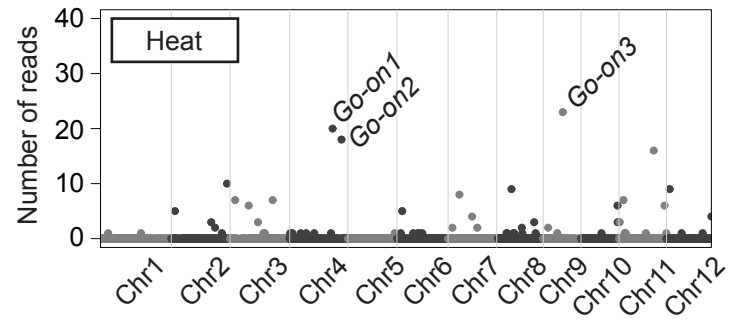 Number of reads
40
30
20
10
0
Heat
Go-on1
Go-on2
Go-on3
Chr1
Chr2
Chr3
Chr4
Chr5
Chr6
Chr7
Chr8
Chr9
Chr10
Chr11
Chr12